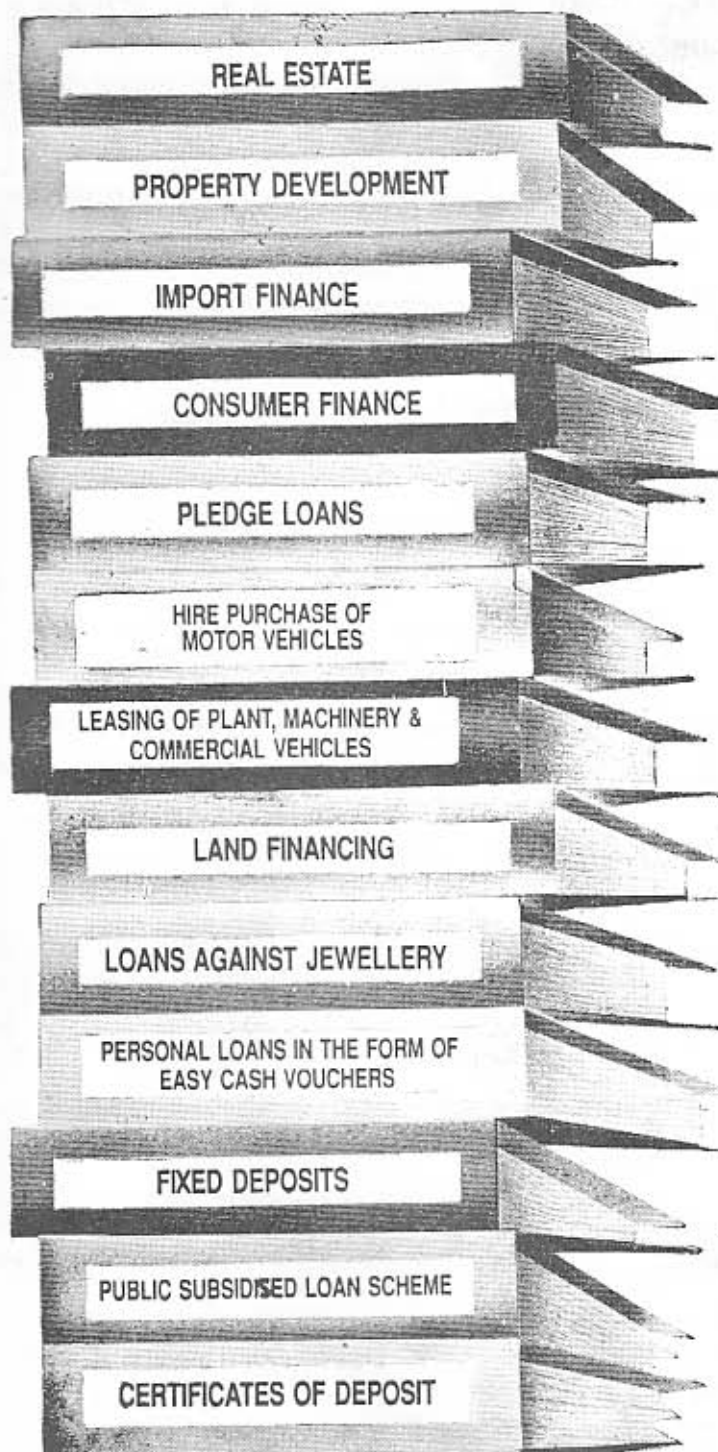 REAL ESTATE
PROPERTY DEVELOPMENT
IMPORT FINANCE
CONSUMER FINANCE
PLEDGE LOANS
HIRE PURCHASE OF
MOTOR VEHICLES
LEASING OF PLANT, MACHINERY &
COMMERCIAL VEHICLES
LAND FINANCING
LOANS AGAINST JEWELLERY
PERSONAL LOANS IN THE FORM OF
EASY CASH VOUCHERS
FIXED DEPOSITS
PUBLIC SUBSIDISED LOAN SCHEME
CERTIFICATES OF DEPOSIT